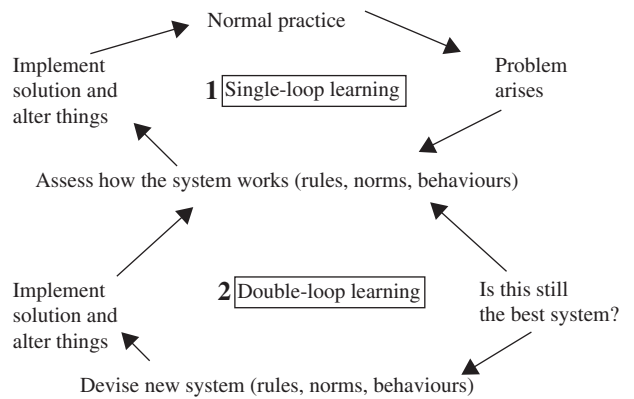 Normal practice
Implement
solution and
alter things
1 Single-loop learning
Problem
arises
Assess how the system works (rules, norms, behaviours)
Implement
solution and
alter things
2 Double-loop learning
Is this still
the best system?
Devise new system (rules, norms, behaviours)